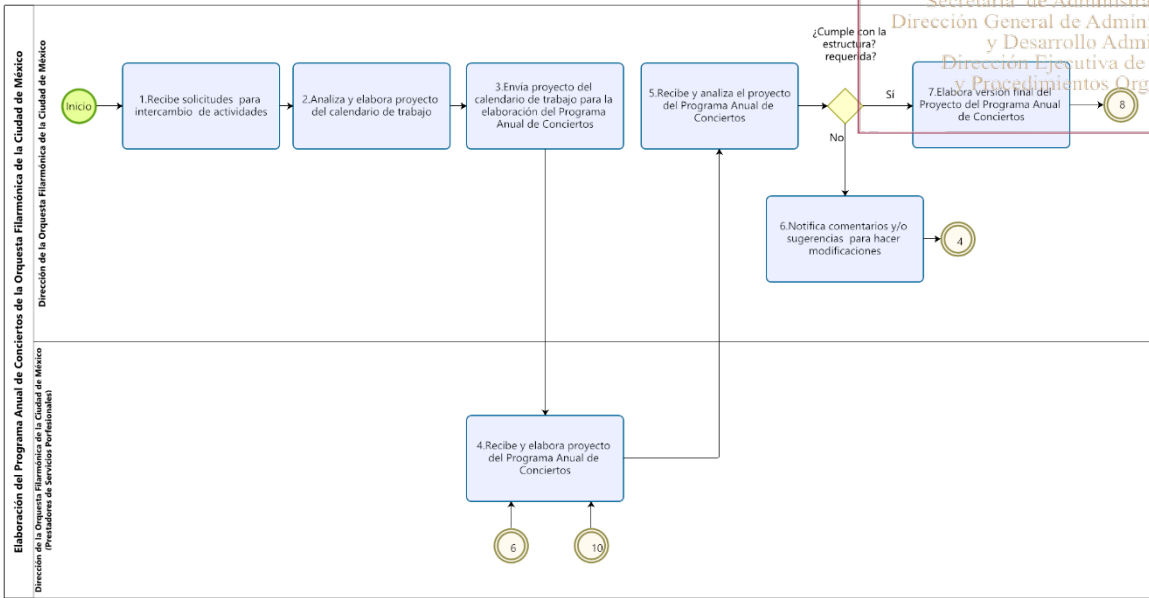 Elaboración del Programa Anual de Conciertos de la Orquesta Filarmónica de la Ciudad de México
Dirección de la Orquesta Filarmónica de la Ciudad de México
Inicio
1.Recibe solicitudes para
intercambio de actividades
2.Analiza y elabora proyecto
del calendario de trabajo
3.Envía proyecto del
calendario de trabajo para la
elaboración del Programa
Anual de Conciertos
5.Recibe y analiza el proyecto
del Programa Anual de
Conciertos
¿Cumple con la
estructura?
requerida?
Sí
No
7.Elabora versión final del
Proyecto del Programa Anual
de Conciertos
8
6.Notifica comentarios y/o
sugerencias para hacer
modificaciones
4
Secretaría de
Dirección General de
y Desarrollo
Dirección Ejecutiva de
y Procedimientos
Dirección de la Orquesta Filarmónica de la Ciudad de México
(Prestadores de Servicios Porfesionales)
4.Recibe y elabora proyecto
del Programa Anual de
Conciertos
6
10